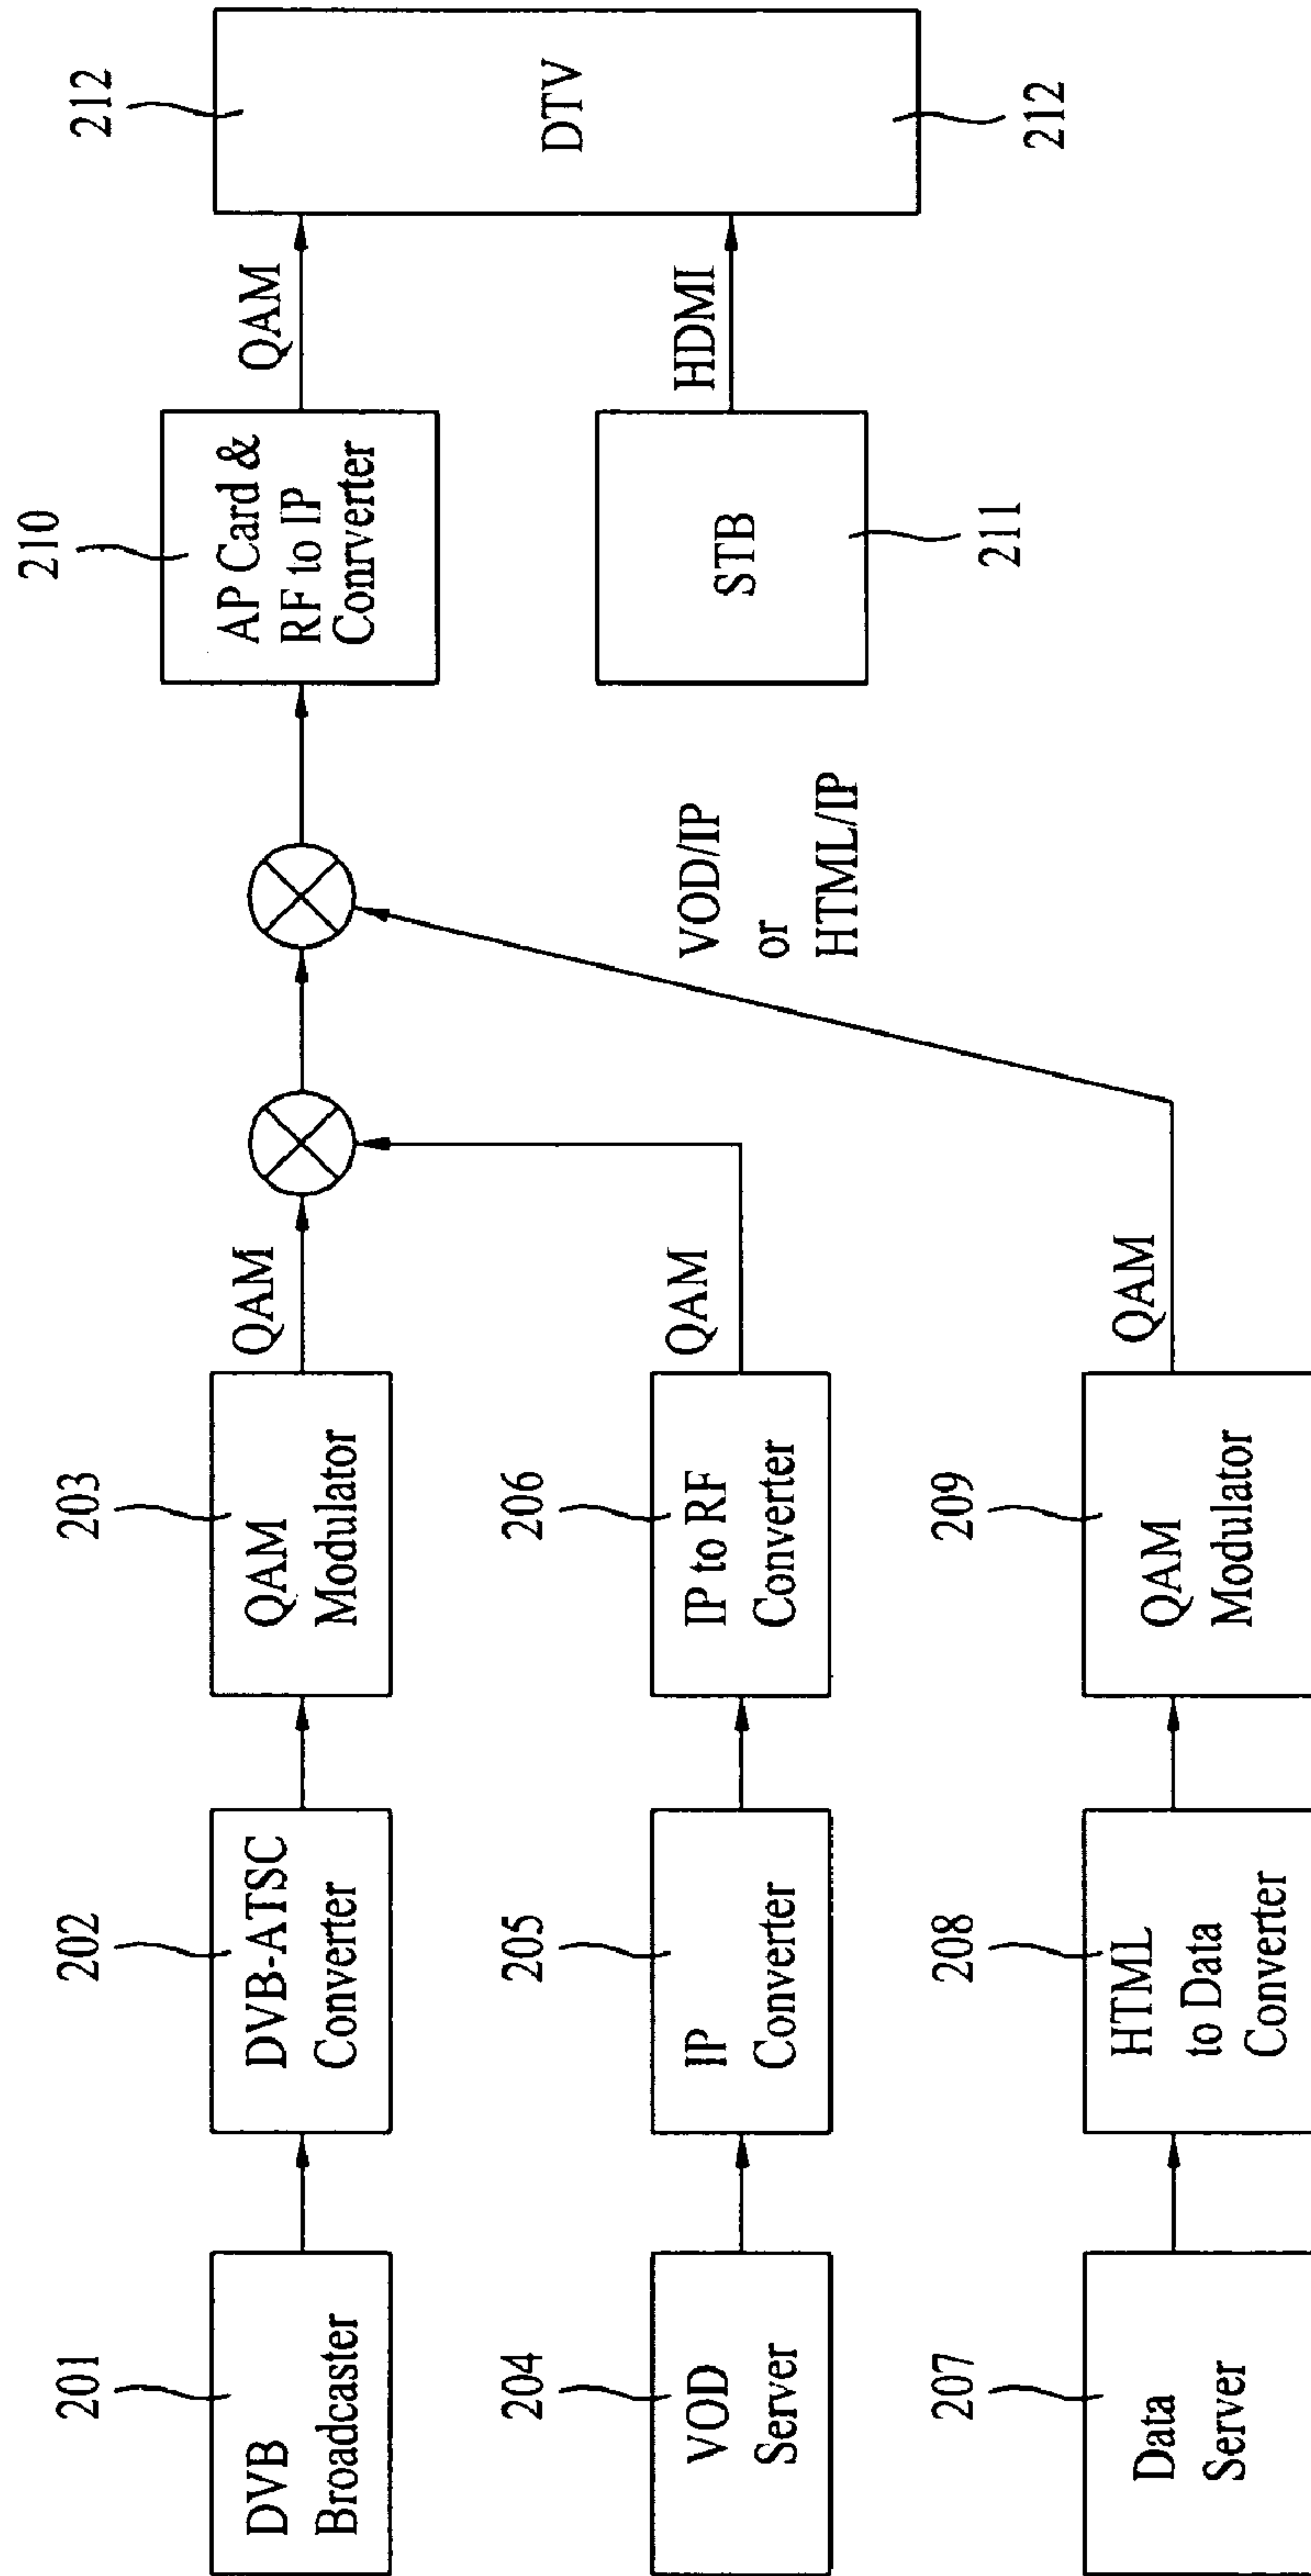 201
DVB
Broadcaster
202
DVB-ATSC
Converter
203
QAM
Modulator
QAM
204
VOD
Server
205
IP
Converter
206
IP to RF
Converter
QAM
207
Data
Server
208
HTML
to Data
Converter
209
QAM
Modulator
QAM
VOD/IP
or
HTML/IP
210
AP Card &
RF to IP
Conrverter
QAM
STB
211
HDMI
212
DTV
212